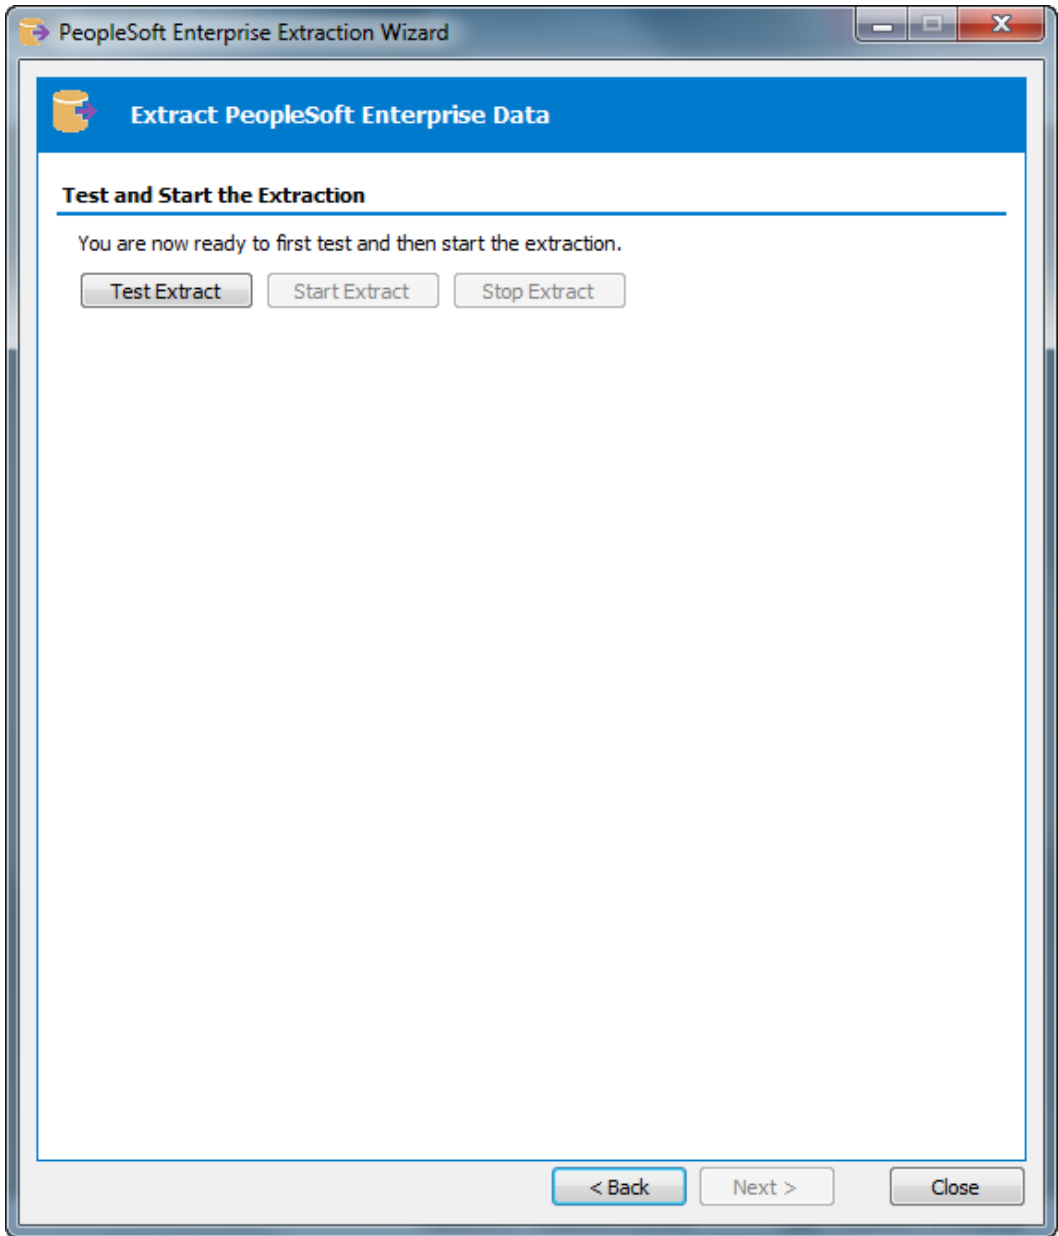 PeopleSoft Enterprise Extraction Wizard
Extract PeopleSoft Enterprise Data
Test and Start the Extraction
You are now ready to first test and then start the extraction.
Test Extract Start Extract Stop Extract
< Back Next > Close